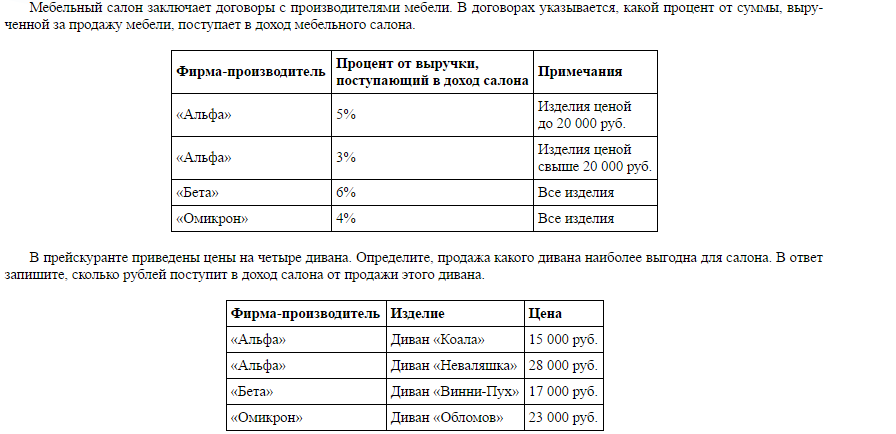 Мебельный салон заключает договоры с производителями мебели. В договорах указывается, какой процент от суммы, выру-
ченной за продажу мебели, поступает в доход мебельного салона.
Фирма-производитель Процент от выручки, поступающий в доход салона Примечания
«Альфа» 5% Изделия ценой до 20 000 руб.
«Альфа» 3% Изделия ценой свыше 20 000 руб.
«Бета» 6% Все изделия
«Омикрон» 4% Все изделия
В прейскуранте приведены цены на четыре дивана. Определите, продажа какого дивана наиболее выгодна для салона. В ответ
запишите, сколько рублей поступит в доход салона от продажи этого дивана.
Фирма-производитель Изделие Цена
«Альфа» Диван «Коала» 15 000 руб.
«Альфа» Диван «Неваляшка» 28 000 руб.
«Бета» Диван «Винни-Пух» 17 000 руб.
«Омикрон» Диван «Обломов» 23 000 руб.